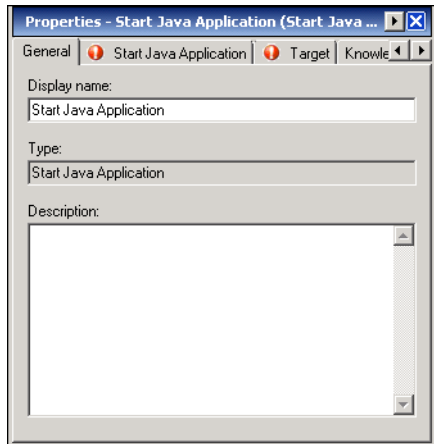 Properties - Start Java Application (Start Java ...
General Start Java Application Target Knowle
Display name:
Start Java Application
Type:
Start Java Application
Description: